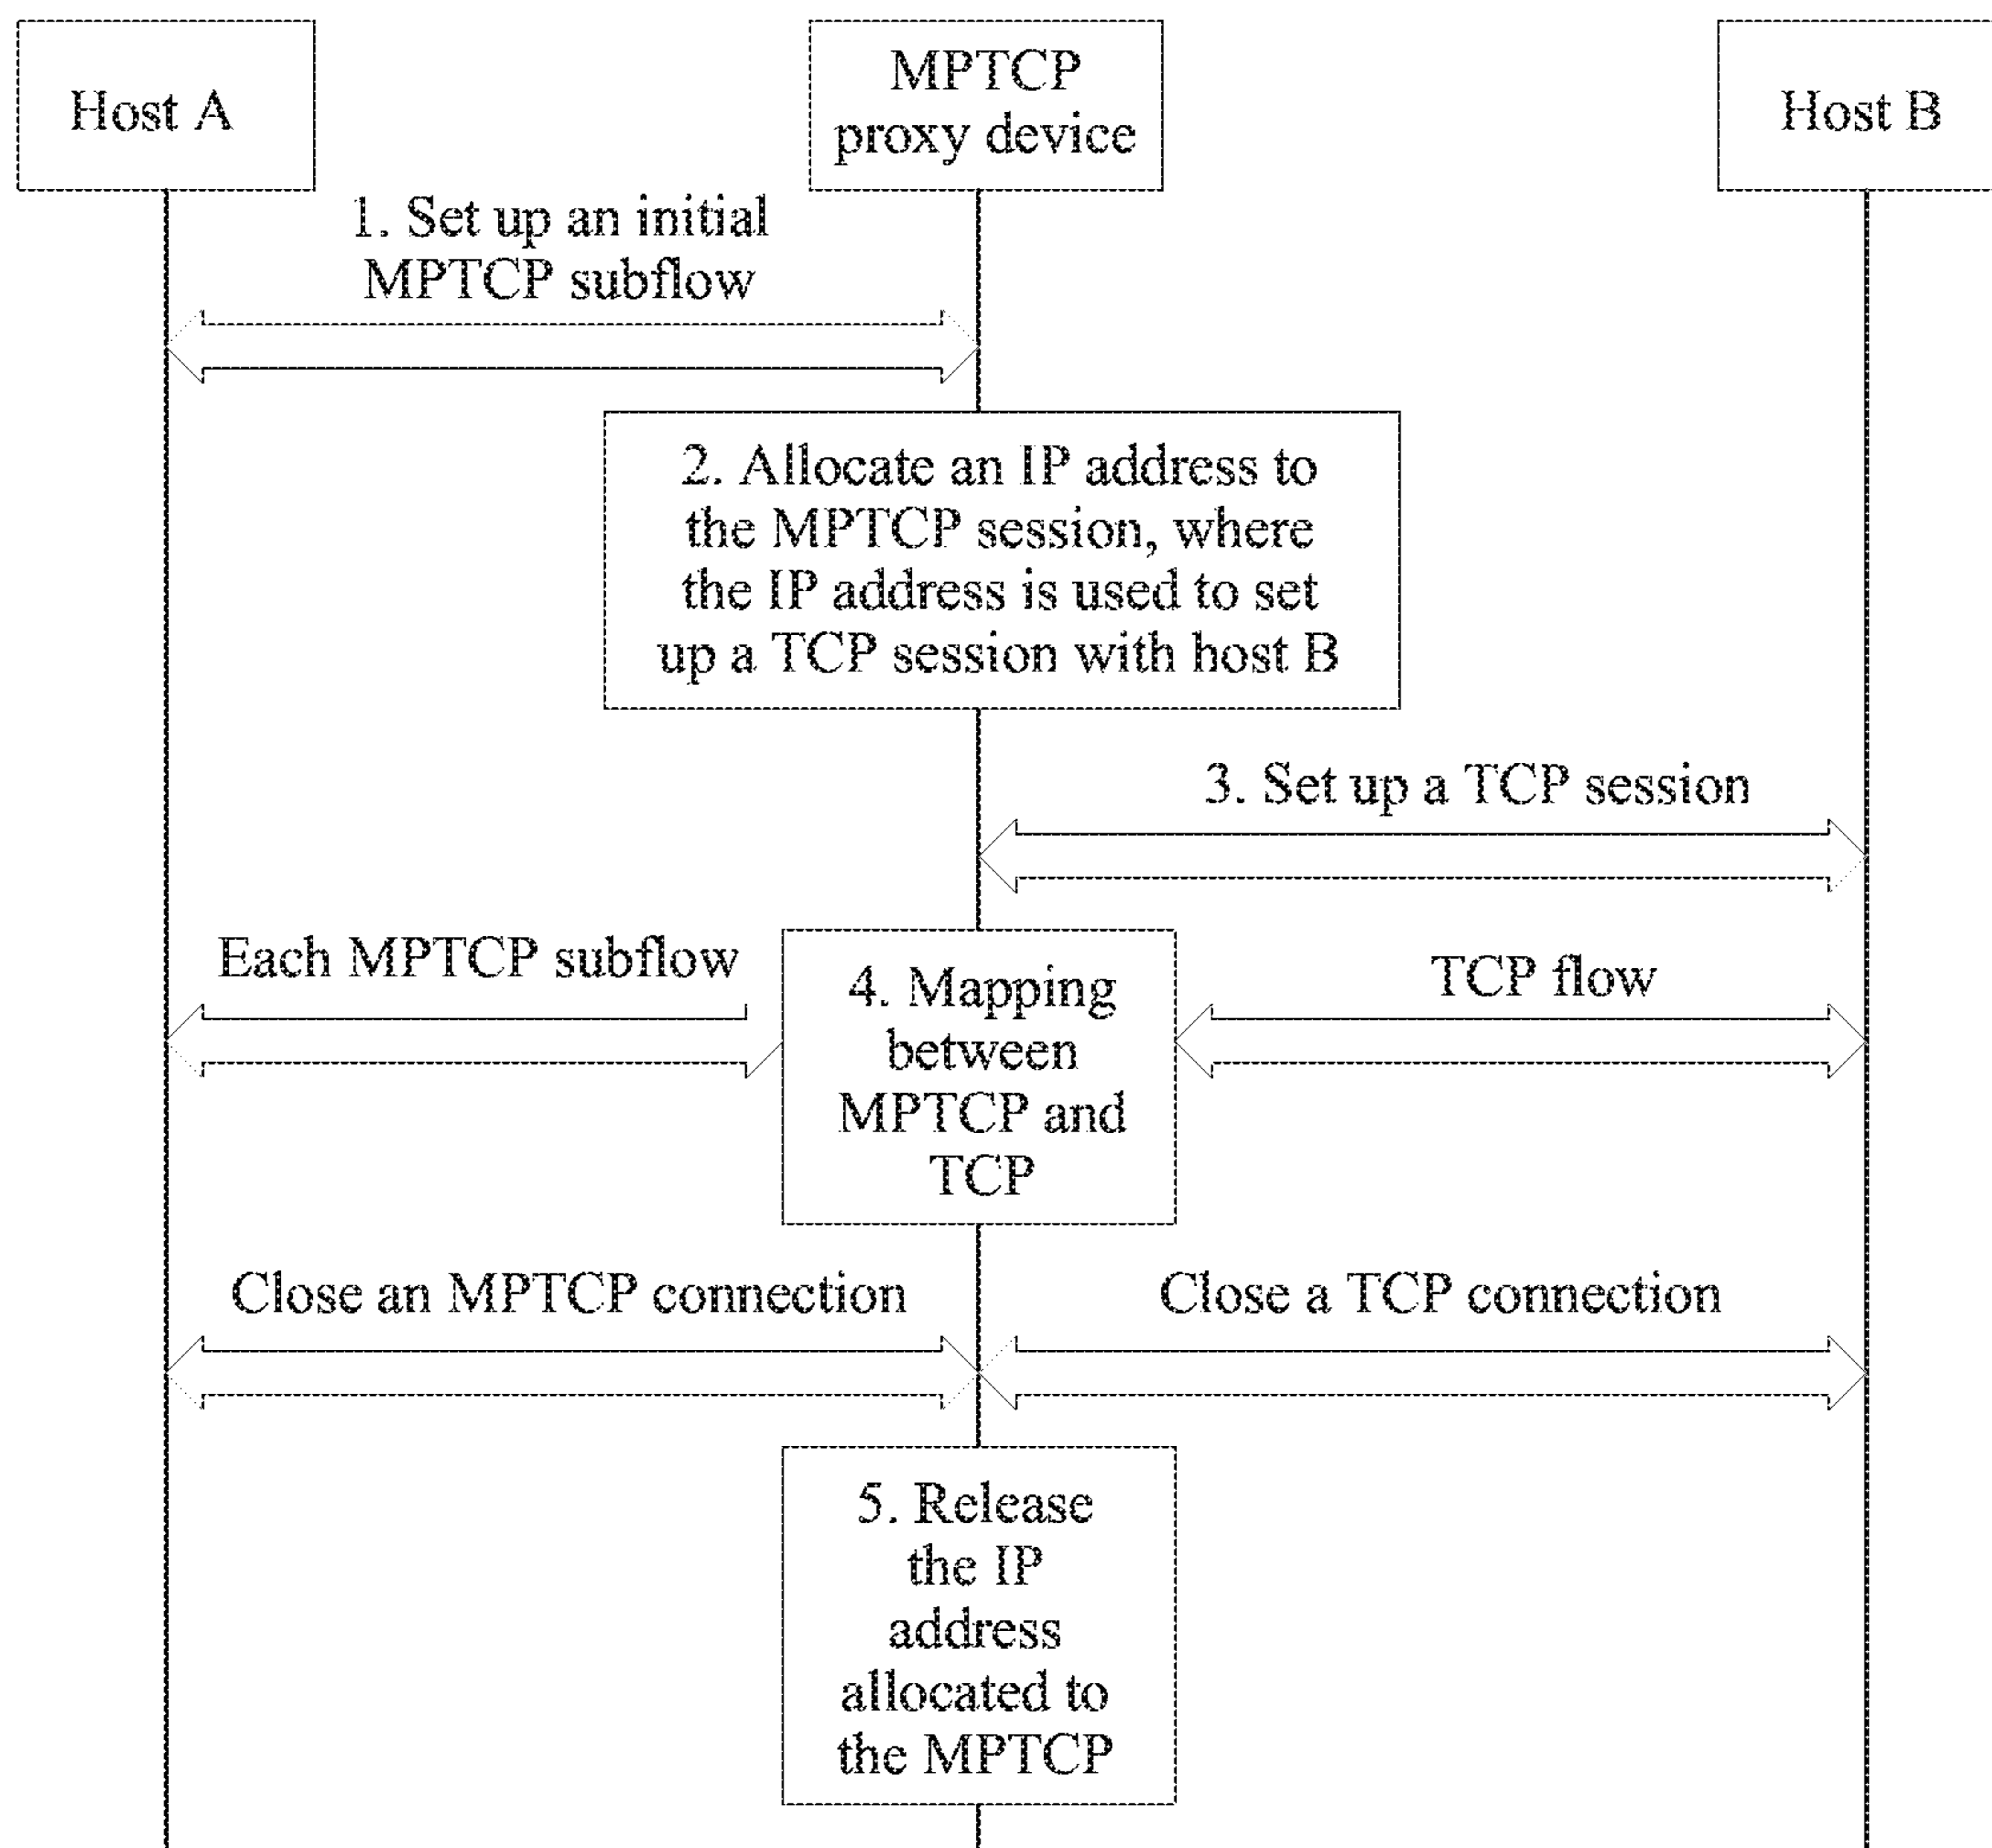 Host A
MPTCP
proxy device
Host B
1. Set up an initial
MPTCP subflow
2. Allocate an IP address to
the MPTCP session, where
the IP address is used to set
up a TCP session with host B
3. Set up a TCP session
Each MPTCP subflow
4. Mapping
between
MPTCP and
TCP
TCP flow
Close an MPTCP connection
Close a TCP connection
5. Release
the IP
address
allocated to
the MPTCP